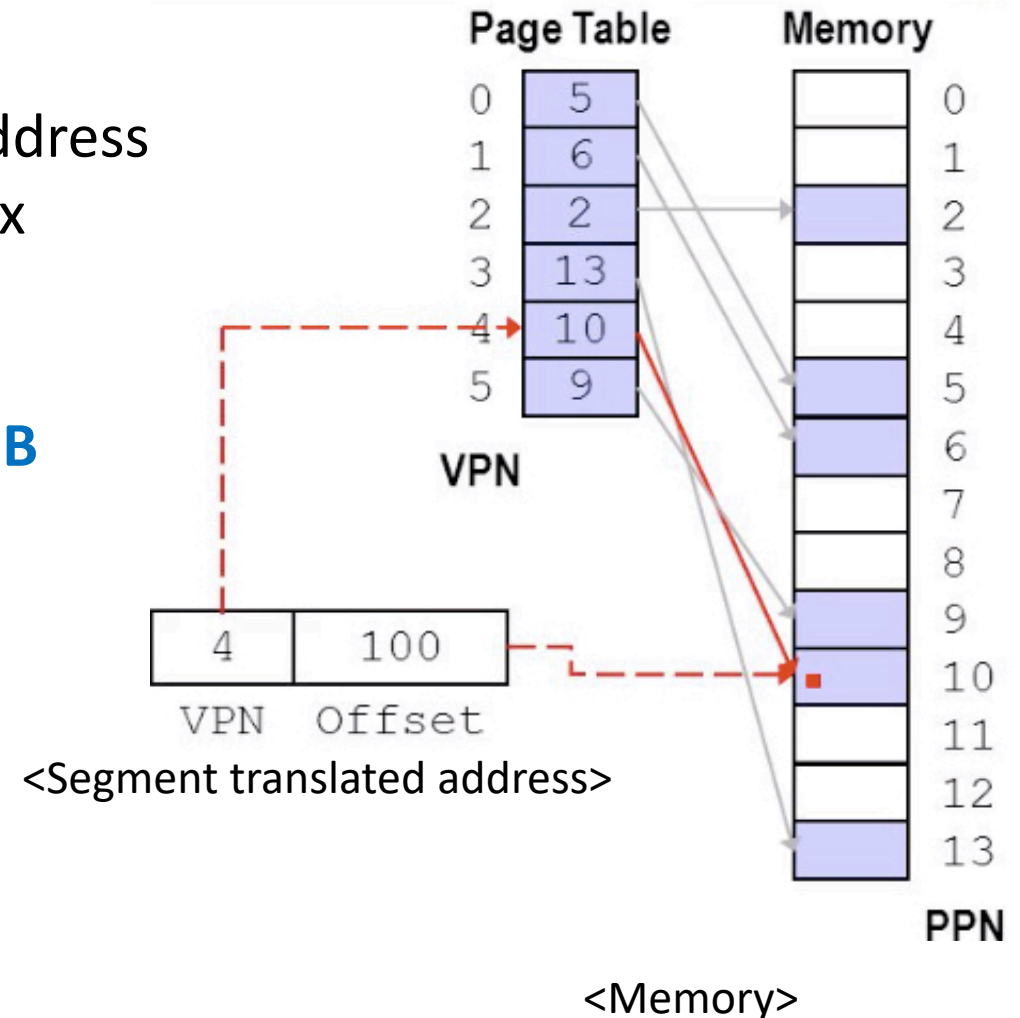 Page Table Memory
0 5 0
ddress
1 6 1
x
2 2 2
3 13 3
4 10 4
5 9 5
B
6
VPN
7
8
9
4 100
10
VPN Offset
11
<Segment translated address>
12
13
PPN
<Memory>